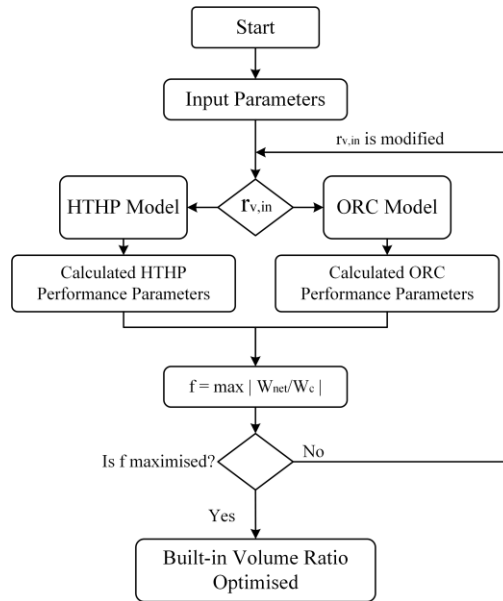 Start
Input Parameters
rv,in is modified
HTHP Model
rv,in
ORC Model
Calculated HTHP
Performance Parameters
Calculated ORC
Performance Parameters
f = max | Wnet/Wc |
Is f maximised?
No
Yes
Built-in Volume Ratio
Optimised